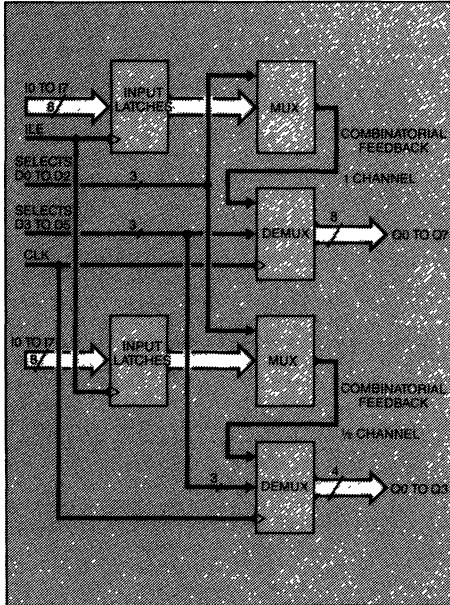 I0 TO I7
8
INPUT
LATCHES
MUX
ILE
COMBINATORIAL
FEEDBACK
SELECTS
D0 TO D2
3
1 CHANNEL
SELECTS
D3 TO D5
3
DEMUX
8
Q0 TO Q7
CLK
I0 TO I7
8
INPUT
LATCHES
MUX
COMBINATORIAL
FEEDBACK
½ CHANNEL
3
DEMUX
4
Q0 TO Q3